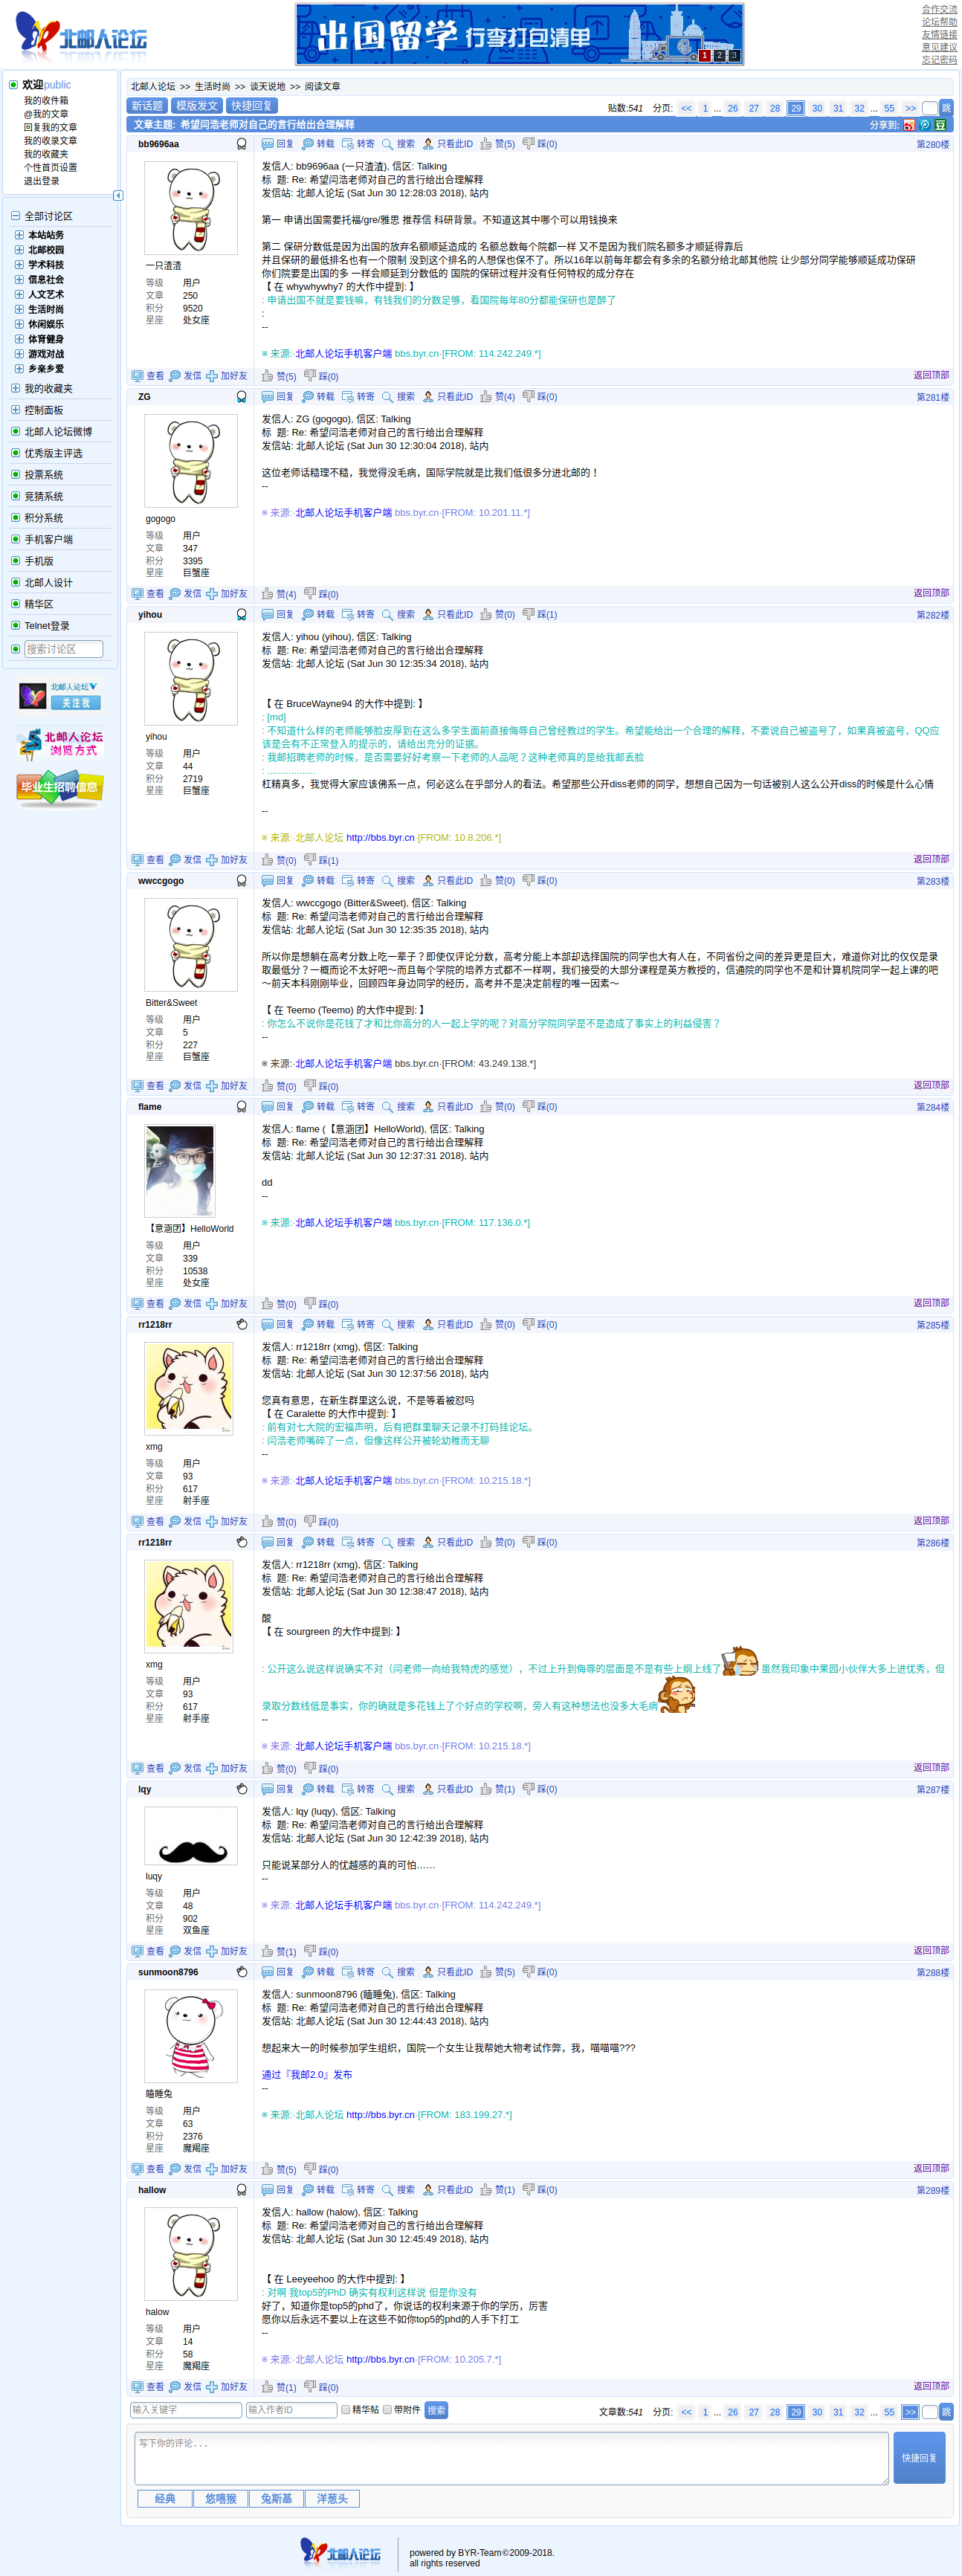 北邮人论坛
出国留学 行李打包清单
1 2 3
合作交流
论坛帮助
友情链接
意见建议
忘记密码
欢迎public
我的收件箱
@我的文章
回复我的文章
我的收录文章
我的收藏夹
个性首页设置
退出登录
全部讨论区
本站站务
北邮校园
学术科技
信息社会
人文艺术
生活时尚
休闲娱乐
体育健身
游戏对战
乡亲乡爱
我的收藏夹
控制面板
北邮人论坛微博
优秀版主评选
投票系统
竞猜系统
积分系统
手机客户端
手机版
北邮人设计
精华区
Telnet登录
搜索讨论区
北邮人论坛
关注我
北邮人论坛
浏览方式
毕业生招聘信息
北邮人论坛 >> 生活时尚 >> 谈天说地 >> 阅读文章
新话题 模版发文 快捷回复
贴数:541 分页: << 1 ... 26 27 28 29 30 31 32 ... 55 >> 跳
文章主题: 希望闫浩老师对自己的言行给出合理解释
分享到:
bb9696aa
回复 转载 转寄 搜索 只看此ID 赞(5) 踩(0) 第280楼
一只渣渣
等级 用户
文章 250
积分 9520
星座 处女座
发信人: bb9696aa (一只渣渣), 信区: Talking
标 题: Re: 希望闫浩老师对自己的言行给出合理解释
发信站: 北邮人论坛 (Sat Jun 30 12:28:03 2018), 站内
第一 申请出国需要托福/gre/雅思 推荐信 科研背景。不知道这其中哪个可以用钱换来
第二 保研分数低是因为出国的放弃名额顺延造成的 名额总数每个院都一样 又不是因为我们院名额多才顺延得靠后
并且保研的最低排名也有一个限制 没到这个排名的人想保也保不了。所以16年以前每年都会有多余的名额分给北邮其他院 让少部分同学能够顺延成功保研
你们院要是出国的多 一样会顺延到分数低的 国院的保研过程并没有任何特权的成分存在
【 在 whywhywhy7 的大作中提到: 】
: 申请出国不就是要钱嘛，有钱我们的分数足够，看国院每年80分都能保研也是醉了
:
--
※ 来源:·北邮人论坛手机客户端 bbs.byr.cn·[FROM: 114.242.249.*]
查看 发信 加好友 赞(5) 踩(0) 返回顶部
ZG
回复 转载 转寄 搜索 只看此ID 赞(4) 踩(0) 第281楼
gogogo
等级 用户
文章 347
积分 3395
星座 巨蟹座
发信人: ZG (gogogo), 信区: Talking
标 题: Re: 希望闫浩老师对自己的言行给出合理解释
发信站: 北邮人论坛 (Sat Jun 30 12:30:04 2018), 站内
这位老师话糙理不糙，我觉得没毛病，国际学院就是比我们低很多分进北邮的！
--
※ 来源:·北邮人论坛手机客户端 bbs.byr.cn·[FROM: 10.201.11.*]
查看 发信 加好友 赞(4) 踩(0) 返回顶部
yihou
回复 转载 转寄 搜索 只看此ID 赞(0) 踩(1) 第282楼
yihou
等级 用户
文章 44
积分 2719
星座 巨蟹座
发信人: yihou (yihou), 信区: Talking
标 题: Re: 希望闫浩老师对自己的言行给出合理解释
发信站: 北邮人论坛 (Sat Jun 30 12:35:34 2018), 站内
【 在 BruceWayne94 的大作中提到: 】
: [md]
: 不知道什么样的老师能够脸皮厚到在这么多学生面前直接侮辱自己曾经教过的学生。希望能给出一个合理的解释，不要说自己被盗号了，如果真被盗号，QQ应该是会有不正常登入的提示的，请给出充分的证据。
: 我邮招聘老师的时候，是否需要好好考察一下老师的人品呢？这种老师真的是给我邮丢脸
: ..................
杠精真多，我觉得大家应该佛系一点，何必这么在乎部分人的看法。希望那些公开diss老师的同学，想想自己因为一句话被别人这么公开diss的时候是什么心情
--
※ 来源:·北邮人论坛 http://bbs.byr.cn·[FROM: 10.8.206.*]
查看 发信 加好友 赞(0) 踩(1) 返回顶部
wwccgogo
回复 转载 转寄 搜索 只看此ID 赞(0) 踩(0) 第283楼
Bitter&Sweet
等级 用户
文章 5
积分 227
星座 巨蟹座
发信人: wwccgogo (Bitter&Sweet), 信区: Talking
标 题: Re: 希望闫浩老师对自己的言行给出合理解释
发信站: 北邮人论坛 (Sat Jun 30 12:35:35 2018), 站内
所以你是想躺在高考分数上吃一辈子？即使仅评论分数，高考分能上本部却选择国院的同学也大有人在，不同省份之间的差异更是巨大，难道你对比的仅仅是录取最低分？一概而论不太好吧～而且每个学院的培养方式都不一样啊，我们接受的大部分课程是英方教授的，信通院的同学也不是和计算机院同学一起上课的吧～前天本科刚刚毕业，回顾四年身边同学的经历，高考并不是决定前程的唯一因素～
【 在 Teemo (Teemo) 的大作中提到: 】
: 你怎么不说你是花钱了才和比你高分的人一起上学的呢？对高分学院同学是不是造成了事实上的利益侵害？
--
※ 来源:·北邮人论坛手机客户端 bbs.byr.cn·[FROM: 43.249.138.*]
查看 发信 加好友 赞(0) 踩(0) 返回顶部
flame
回复 转载 转寄 搜索 只看此ID 赞(0) 踩(0) 第284楼
【意涵团】HelloWorld
等级 用户
文章 339
积分 10538
星座 处女座
发信人: flame (【意涵团】HelloWorld), 信区: Talking
标 题: Re: 希望闫浩老师对自己的言行给出合理解释
发信站: 北邮人论坛 (Sat Jun 30 12:37:31 2018), 站内
dd
--
※ 来源:·北邮人论坛手机客户端 bbs.byr.cn·[FROM: 117.136.0.*]
查看 发信 加好友 赞(0) 踩(0) 返回顶部
rr1218rr
回复 转载 转寄 搜索 只看此ID 赞(0) 踩(0) 第285楼
xmg
等级 用户
文章 93
积分 617
星座 射手座
发信人: rr1218rr (xmg), 信区: Talking
标 题: Re: 希望闫浩老师对自己的言行给出合理解释
发信站: 北邮人论坛 (Sat Jun 30 12:37:56 2018), 站内
您真有意思，在新生群里这么说，不是等着被怼吗
【 在 Caralette 的大作中提到: 】
: 前有对七大院的宏福声明，后有把群里聊天记录不打码挂论坛。
: 闫浩老师嘴碎了一点，但像这样公开被轮幼稚而无聊
--
※ 来源:·北邮人论坛手机客户端 bbs.byr.cn·[FROM: 10.215.18.*]
查看 发信 加好友 赞(0) 踩(0) 返回顶部
rr1218rr
回复 转载 转寄 搜索 只看此ID 赞(0) 踩(0) 第286楼
xmg
等级 用户
文章 93
积分 617
星座 射手座
发信人: rr1218rr (xmg), 信区: Talking
标 题: Re: 希望闫浩老师对自己的言行给出合理解释
发信站: 北邮人论坛 (Sat Jun 30 12:38:47 2018), 站内
酸
【 在 sourgreen 的大作中提到: 】
: 公开这么说这样说确实不对（闫老师一向给我特虎的感觉），不过上升到侮辱的层面是不是有些上纲上线了 虽然我印象中果园小伙伴大多上进优秀，但录取分数线低是事实，你的确就是多花钱上了个好点的学校啊，旁人有这种想法也没多大毛病
--
※ 来源:·北邮人论坛手机客户端 bbs.byr.cn·[FROM: 10.215.18.*]
查看 发信 加好友 赞(0) 踩(0) 返回顶部
lqy
回复 转载 转寄 搜索 只看此ID 赞(1) 踩(0) 第287楼
luqy
等级 用户
文章 48
积分 902
星座 双鱼座
发信人: lqy (luqy), 信区: Talking
标 题: Re: 希望闫浩老师对自己的言行给出合理解释
发信站: 北邮人论坛 (Sat Jun 30 12:42:39 2018), 站内
只能说某部分人的优越感的真的可怕……
--
※ 来源:·北邮人论坛手机客户端 bbs.byr.cn·[FROM: 114.242.249.*]
查看 发信 加好友 赞(1) 踩(0) 返回顶部
sunmoon8796
回复 转载 转寄 搜索 只看此ID 赞(5) 踩(0) 第288楼
瞌睡兔
等级 用户
文章 63
积分 2376
星座 魔羯座
发信人: sunmoon8796 (瞌睡兔), 信区: Talking
标 题: Re: 希望闫浩老师对自己的言行给出合理解释
发信站: 北邮人论坛 (Sat Jun 30 12:44:43 2018), 站内
想起来大一的时候参加学生组织，国院一个女生让我帮她大物考试作弊，我，喵喵喵???
通过『我邮2.0』发布
--
※ 来源:·北邮人论坛 http://bbs.byr.cn·[FROM: 183.199.27.*]
查看 发信 加好友 赞(5) 踩(0) 返回顶部
hallow
回复 转载 转寄 搜索 只看此ID 赞(1) 踩(0) 第289楼
halow
等级 用户
文章 14
积分 58
星座 魔羯座
发信人: hallow (halow), 信区: Talking
标 题: Re: 希望闫浩老师对自己的言行给出合理解释
发信站: 北邮人论坛 (Sat Jun 30 12:45:49 2018), 站内
【 在 Leeyeehoo 的大作中提到: 】
: 对啊 我top5的PhD 确实有权利这样说 但是你没有
好了，知道你是top5的phd了，你说话的权利来源于你的学历，厉害
愿你以后永远不要以上在这些不如你top5的phd的人手下打工
--
※ 来源:·北邮人论坛 http://bbs.byr.cn·[FROM: 10.205.7.*]
查看 发信 加好友 赞(1) 踩(0) 返回顶部
输入关键字 输入作者ID 精华帖 带附件 搜索
文章数:541 分页: << 1 ... 26 27 28 29 30 31 32 ... 55 >> 跳
写下你的评论...
快捷回复
经典 悠嘻猴 兔斯基 洋葱头
北邮人论坛
powered by BYR-Team©2009-2018.
all rights reserved